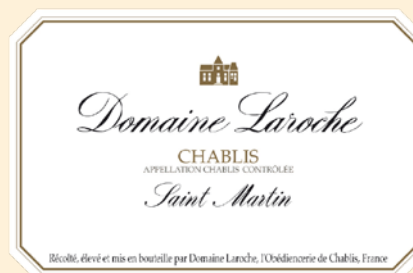 Domaine Laroche
CHABLIS
APPELLATION CHABLIS CONTRÔLÉE
Saint Martin
Récolté, élevé et mis en bouteille par Domaine Laroche, l'Obédiencerie de Chablis, France